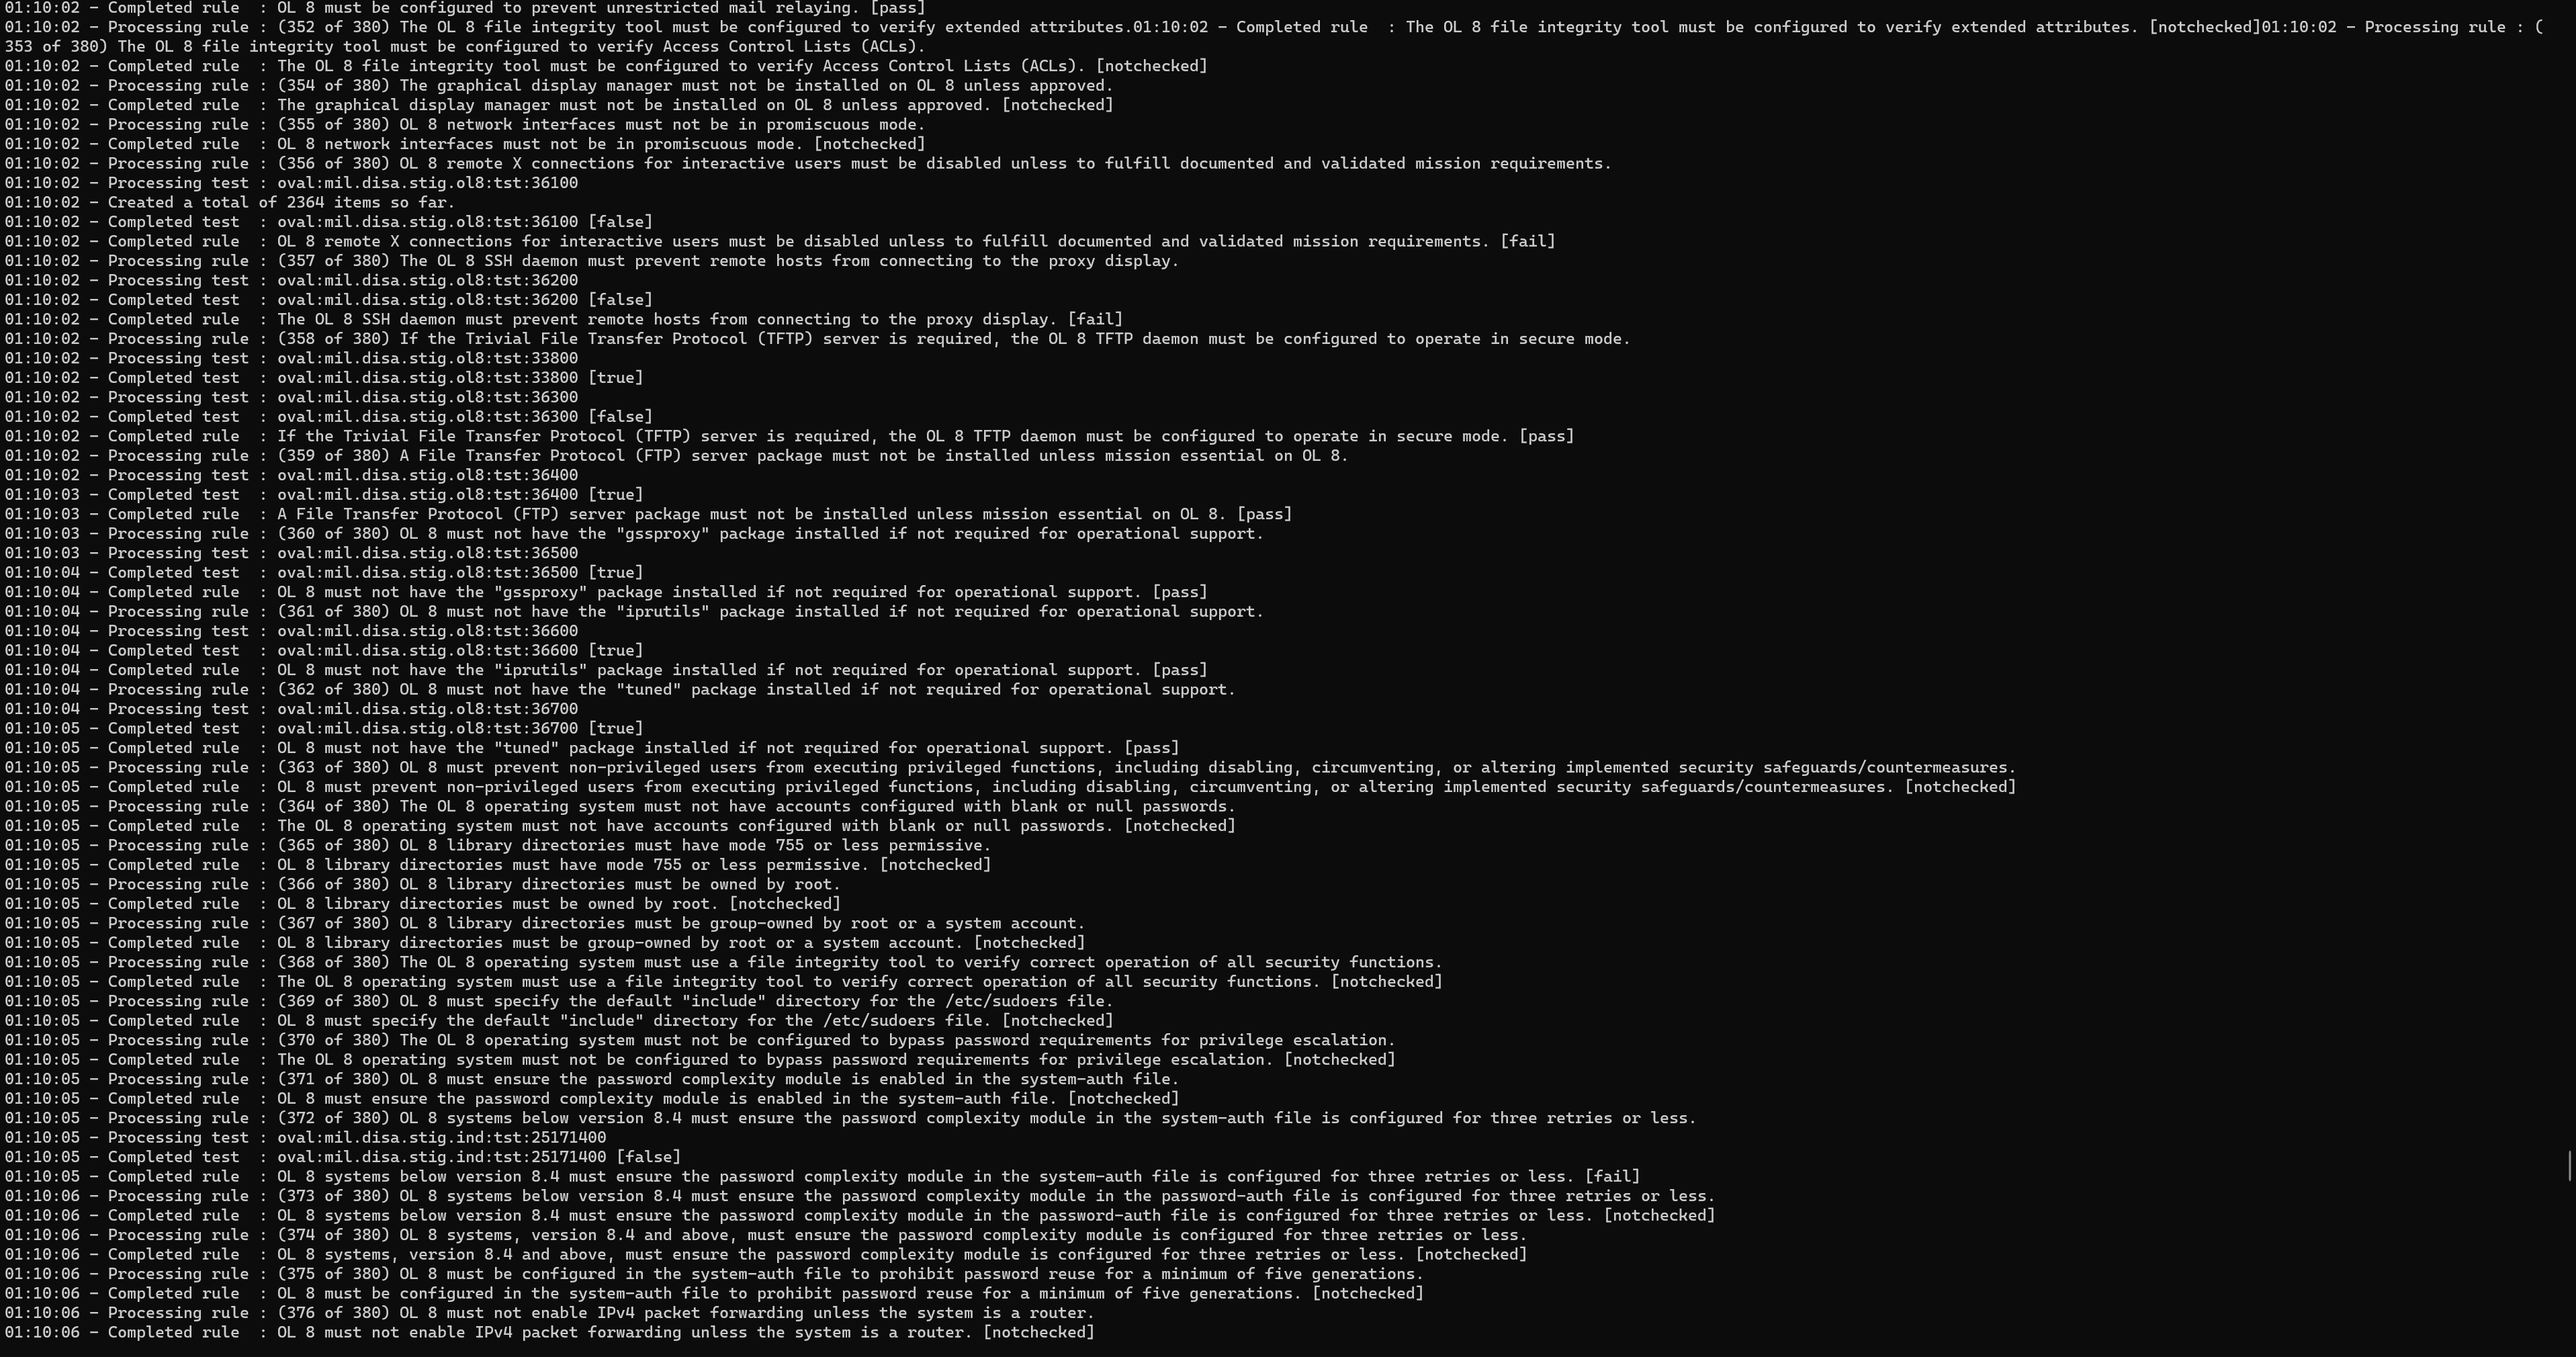 01:10:02 - Completed rule  : OL 8 must be configured to prevent unrestricted mail relaying. [pass]
01:10:02 - Processing rule : (352 of 380) The OL 8 file integrity tool must be configured to verify extended attributes.01:10:02 - Completed rule  : The OL 8 file integrity tool must be configured to verify extended attributes. [notchecked]01:10:02 - Processing rule : (
353 of 380) The OL 8 file integrity tool must be configured to verify Access Control Lists (ACLs).
01:10:02 - Completed rule  : The OL 8 file integrity tool must be configured to verify Access Control Lists (ACLs). [notchecked]
01:10:02 - Processing rule : (354 of 380) The graphical display manager must not be installed on OL 8 unless approved.
01:10:02 - Completed rule  : The graphical display manager must not be installed on OL 8 unless approved. [notchecked]
01:10:02 - Processing rule : (355 of 380) OL 8 network interfaces must not be in promiscuous mode.
01:10:02 - Completed rule  : OL 8 network interfaces must not be in promiscuous mode. [notchecked]
01:10:02 - Processing rule : (356 of 380) OL 8 remote X connections for interactive users must be disabled unless to fulfill documented and validated mission requirements.
01:10:02 - Processing test : oval:mil.disa.stig.ol8:tst:36100
01:10:02 - Created a total of 2364 items so far.
01:10:02 - Completed test  : oval:mil.disa.stig.ol8:tst:36100 [false]
01:10:02 - Completed rule  : OL 8 remote X connections for interactive users must be disabled unless to fulfill documented and validated mission requirements. [fail]
01:10:02 - Processing rule : (357 of 380) The OL 8 SSH daemon must prevent remote hosts from connecting to the proxy display.
01:10:02 - Processing test : oval:mil.disa.stig.ol8:tst:36200
01:10:02 - Completed test  : oval:mil.disa.stig.ol8:tst:36200 [false]
01:10:02 - Completed rule  : The OL 8 SSH daemon must prevent remote hosts from connecting to the proxy display. [fail]
01:10:02 - Processing rule : (358 of 380) If the Trivial File Transfer Protocol (TFTP) server is required, the OL 8 TFTP daemon must be configured to operate in secure mode.
01:10:02 - Processing test : oval:mil.disa.stig.ol8:tst:33800
01:10:02 - Completed test  : oval:mil.disa.stig.ol8:tst:33800 [true]
01:10:02 - Processing test : oval:mil.disa.stig.ol8:tst:36300
01:10:02 - Completed test  : oval:mil.disa.stig.ol8:tst:36300 [false]
01:10:02 - Completed rule  : If the Trivial File Transfer Protocol (TFTP) server is required, the OL 8 TFTP daemon must be configured to operate in secure mode. [pass]
01:10:02 - Processing rule : (359 of 380) A File Transfer Protocol (FTP) server package must not be installed unless mission essential on OL 8.
01:10:02 - Processing test : oval:mil.disa.stig.ol8:tst:36400
01:10:03 - Completed test  : oval:mil.disa.stig.ol8:tst:36400 [true]
01:10:03 - Completed rule  : A File Transfer Protocol (FTP) server package must not be installed unless mission essential on OL 8. [pass]
01:10:03 - Processing rule : (360 of 380) OL 8 must not have the "gssproxy" package installed if not required for operational support.
01:10:03 - Processing test : oval:mil.disa.stig.ol8:tst:36500
01:10:04 - Completed test  : oval:mil.disa.stig.ol8:tst:36500 [true]
01:10:04 - Completed rule  : OL 8 must not have the "gssproxy" package installed if not required for operational support. [pass]
01:10:04 - Processing rule : (361 of 380) OL 8 must not have the "iprutils" package installed if not required for operational support.
01:10:04 - Processing test : oval:mil.disa.stig.ol8:tst:36600
01:10:04 - Completed test  : oval:mil.disa.stig.ol8:tst:36600 [true]
01:10:04 - Completed rule  : OL 8 must not have the "iprutils" package installed if not required for operational support. [pass]
01:10:04 - Processing rule : (362 of 380) OL 8 must not have the "tuned" package installed if not required for operational support.
01:10:04 - Processing test : oval:mil.disa.stig.ol8:tst:36700
01:10:05 - Completed test  : oval:mil.disa.stig.ol8:tst:36700 [true]
01:10:05 - Completed rule  : OL 8 must not have the "tuned" package installed if not required for operational support. [pass]
01:10:05 - Processing rule : (363 of 380) OL 8 must prevent non-privileged users from executing privileged functions, including disabling, circumventing, or altering implemented security safeguards/countermeasures.
01:10:05 - Completed rule  : OL 8 must prevent non-privileged users from executing privileged functions, including disabling, circumventing, or altering implemented security safeguards/countermeasures. [notchecked]
01:10:05 - Processing rule : (364 of 380) The OL 8 operating system must not have accounts configured with blank or null passwords.
01:10:05 - Completed rule  : The OL 8 operating system must not have accounts configured with blank or null passwords. [notchecked]
01:10:05 - Processing rule : (365 of 380) OL 8 library directories must have mode 755 or less permissive.
01:10:05 - Completed rule  : OL 8 library directories must have mode 755 or less permissive. [notchecked]
01:10:05 - Processing rule : (366 of 380) OL 8 library directories must be owned by root.
01:10:05 - Completed rule  : OL 8 library directories must be owned by root. [notchecked]
01:10:05 - Processing rule : (367 of 380) OL 8 library directories must be group-owned by root or a system account.
01:10:05 - Completed rule  : OL 8 library directories must be group-owned by root or a system account. [notchecked]
01:10:05 - Processing rule : (368 of 380) The OL 8 operating system must use a file integrity tool to verify correct operation of all security functions.
01:10:05 - Completed rule  : The OL 8 operating system must use a file integrity tool to verify correct operation of all security functions. [notchecked]
01:10:05 - Processing rule : (369 of 380) OL 8 must specify the default "include" directory for the /etc/sudoers file.
01:10:05 - Completed rule  : OL 8 must specify the default "include" directory for the /etc/sudoers file. [notchecked]
01:10:05 - Processing rule : (370 of 380) The OL 8 operating system must not be configured to bypass password requirements for privilege escalation.
01:10:05 - Completed rule  : The OL 8 operating system must not be configured to bypass password requirements for privilege escalation. [notchecked]
01:10:05 - Processing rule : (371 of 380) OL 8 must ensure the password complexity module is enabled in the system-auth file.
01:10:05 - Completed rule  : OL 8 must ensure the password complexity module is enabled in the system-auth file. [notchecked]
01:10:05 - Processing rule : (372 of 380) OL 8 systems below version 8.4 must ensure the password complexity module in the system-auth file is configured for three retries or less.
01:10:05 - Processing test : oval:mil.disa.stig.ind:tst:25171400
01:10:05 - Completed test  : oval:mil.disa.stig.ind:tst:25171400 [false]
01:10:05 - Completed rule  : OL 8 systems below version 8.4 must ensure the password complexity module in the system-auth file is configured for three retries or less. [fail]
01:10:06 - Processing rule : (373 of 380) OL 8 systems below version 8.4 must ensure the password complexity module in the password-auth file is configured for three retries or less.
01:10:06 - Completed rule  : OL 8 systems below version 8.4 must ensure the password complexity module in the password-auth file is configured for three retries or less. [notchecked]
01:10:06 - Processing rule : (374 of 380) OL 8 systems, version 8.4 and above, must ensure the password complexity module is configured for three retries or less.
01:10:06 - Completed rule  : OL 8 systems, version 8.4 and above, must ensure the password complexity module is configured for three retries or less. [notchecked]
01:10:06 - Processing rule : (375 of 380) OL 8 must be configured in the system-auth file to prohibit password reuse for a minimum of five generations.
01:10:06 - Completed rule  : OL 8 must be configured in the system-auth file to prohibit password reuse for a minimum of five generations. [notchecked]
01:10:06 - Processing rule : (376 of 380) OL 8 must not enable IPv4 packet forwarding unless the system is a router.
01:10:06 - Completed rule  : OL 8 must not enable IPv4 packet forwarding unless the system is a router. [notchecked]